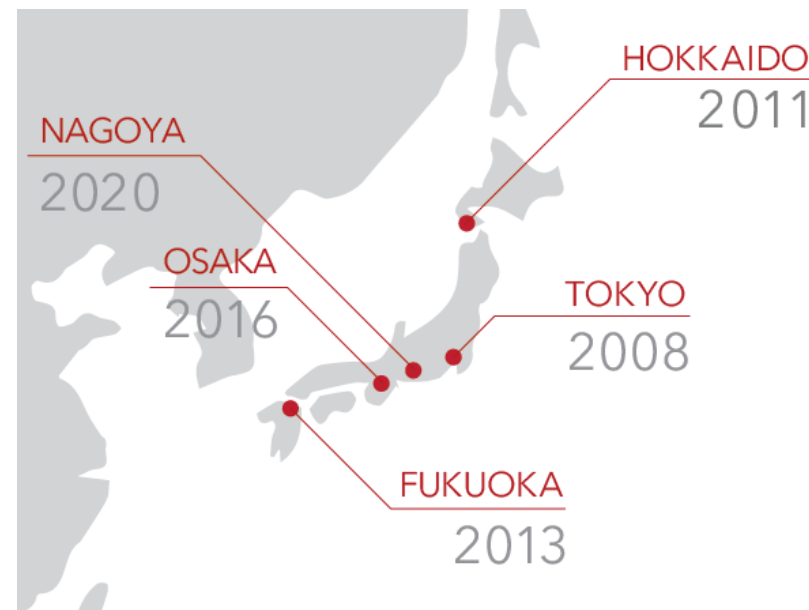 HOKKAIDO
2011
NAGOYA
2020
OSAKA
2016
TOKYO
2008
FUKUOKA
2013